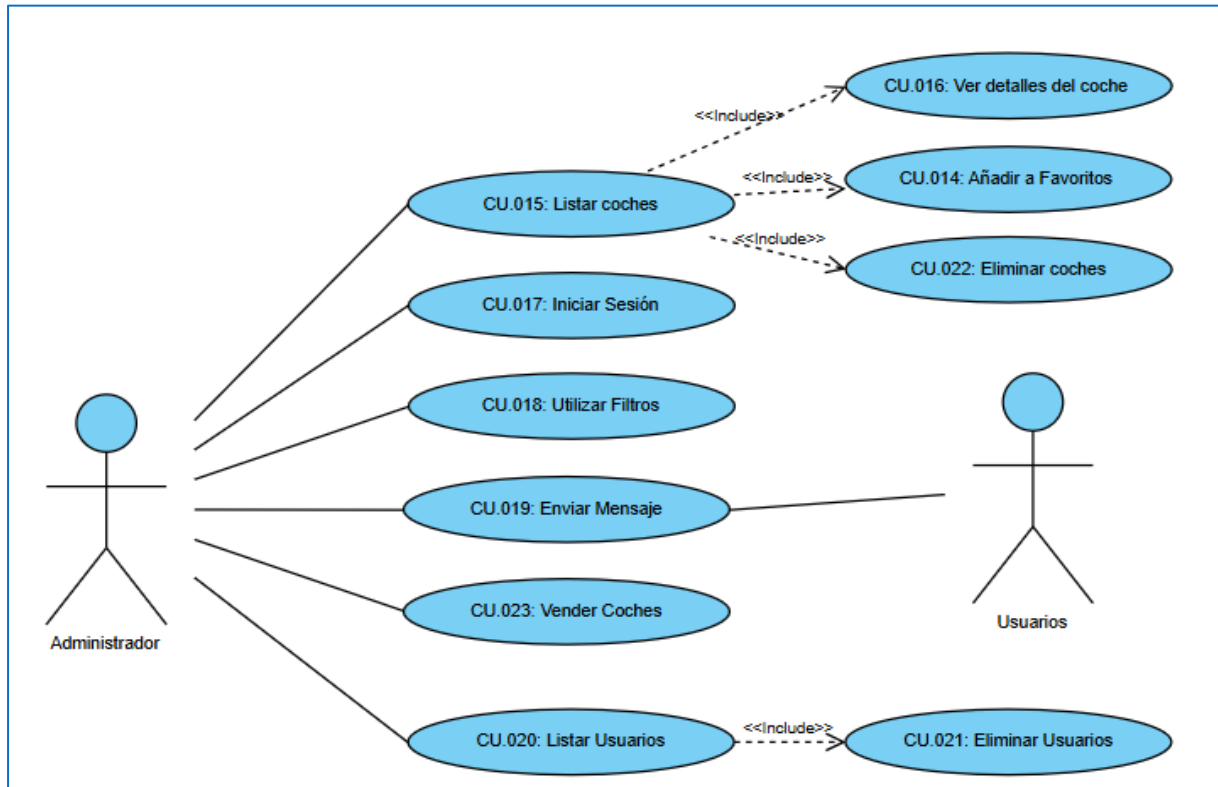 CU.016: Ver detalles del coche
<<Include>>
CU.015: Listar coches
<<Include>>
CU.014: Añadir a Favoritos
<<Include>>
CU.022: Eliminar coches
CU.017: Iniciar Sesión
CU.018: Utilizar Filtros
CU.019: Enviar Mensaje
CU.023: Vender Coches
Administrador
Usuarios
CU.020: Listar Usuarios
<<Include>>
CU.021: Eliminar Usuarios